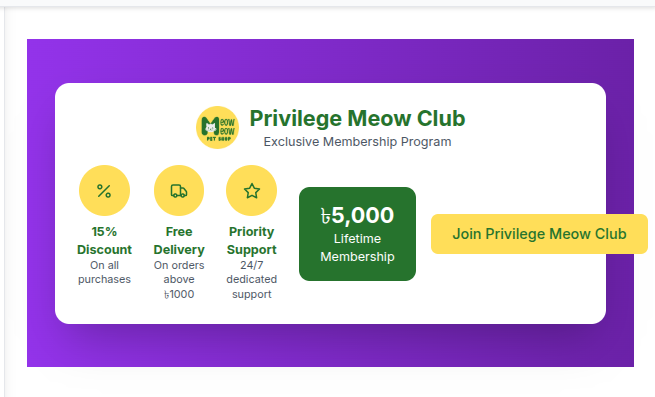 Meow
Meow
PET SHOP
Privilege Meow Club
Exclusive Membership Program
15%
Discount
On all
purchases
Free
Delivery
On orders
above
৳1000
Priority
Support
24/7
dedicated
support
৳5,000
Lifetime
Membership
Join Privilege Meow Club